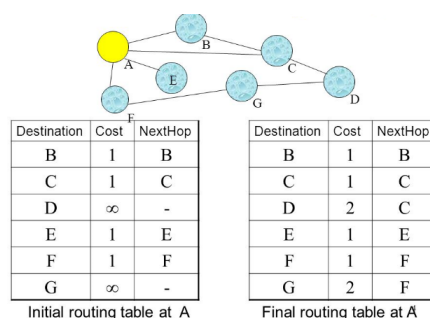 B
A
C
E
D
G
F
Destination Cost NextHop
B 1 B
C 1 C
D ∞ -
E 1 E
F 1 F
G ∞ -
Initial routing table at A
Destination Cost NextHop
B 1 B
C 1 C
D 2 C
E 1 E
F 1 F
G 2 F
Final routing table at A